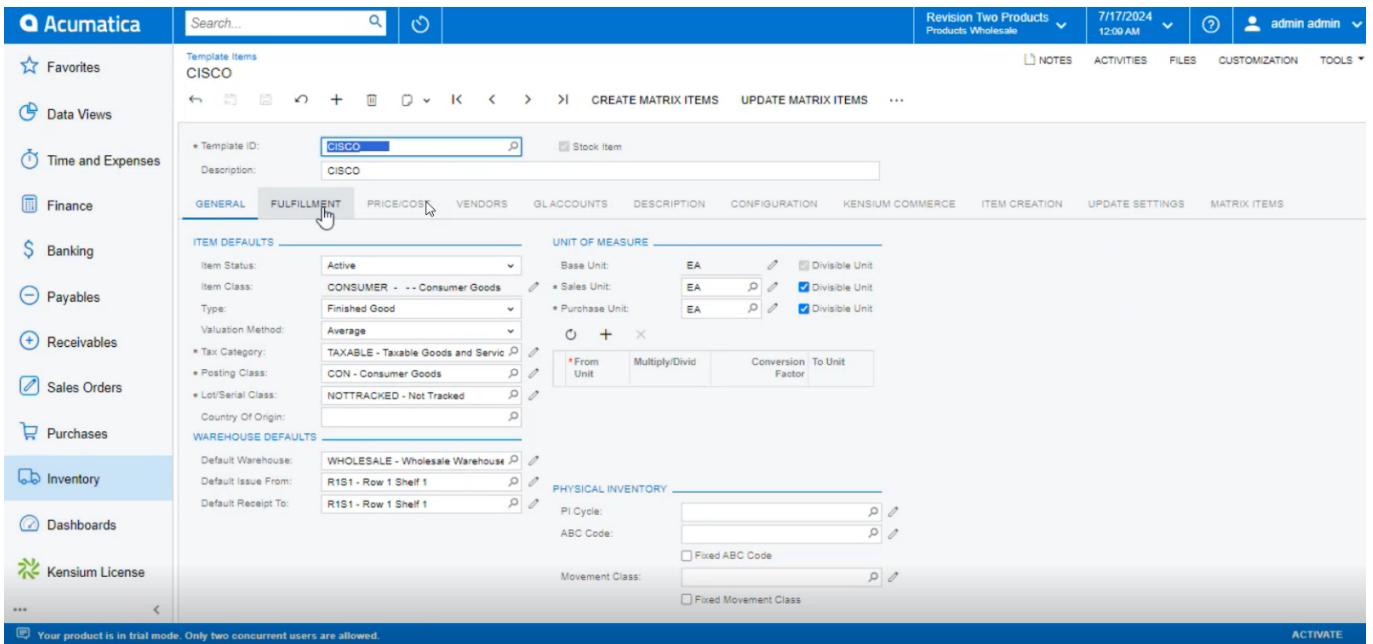 Acumatica
Search...
Revision Two Products
Products Wholesale
7/17/2024
12:09 AM
admin admin
Favorites
Data Views
Time and Expenses
Finance
Banking
Payables
Receivables
Sales Orders
Purchases
Inventory
Dashboards
Kensium License
Template Items
CISCO
NOTES ACTIVITIES FILES CUSTOMIZATION TOOLS
CREATE MATRIX ITEMS UPDATE MATRIX ITEMS ...
* Template ID: CISCO Stock Item
Description: CISCO
GENERAL FULFILLMENT PRICE/COST VENDORS GL ACCOUNTS DESCRIPTION CONFIGURATION KENSIUM COMMERCE ITEM CREATION UPDATE SETTINGS MATRIX ITEMS
ITEM DEFAULTS
Item Status: Active
Item Class: CONSUMER - - - Consumer Goods
Type: Finished Good
Valuation Method: Average
* Tax Category: TAXABLE - Taxable Goods and Servic
* Posting Class: CON - Consumer Goods
* Lot/Serial Class: NOTTRACKED - Not Tracked
Country Of Origin:
WAREHOUSE DEFAULTS
Default Warehouse: WHOLESALE - Wholesale Warehouse
Default Issue From: R1S1 - Row 1 Shelf 1
Default Receipt To: R1S1 - Row 1 Shelf 1
UNIT OF MEASURE
Base Unit: EA Divisible Unit
* Sales Unit: EA Divisible Unit
* Purchase Unit: EA Divisible Unit
* From Unit Multiply/Divid Conversion Factor To Unit
PHYSICAL INVENTORY
PI Cycle:
ABC Code:
Fixed ABC Code
Movement Class:
Fixed Movement Class
Your product is in trial mode. Only two concurrent users are allowed.
ACTIVATE